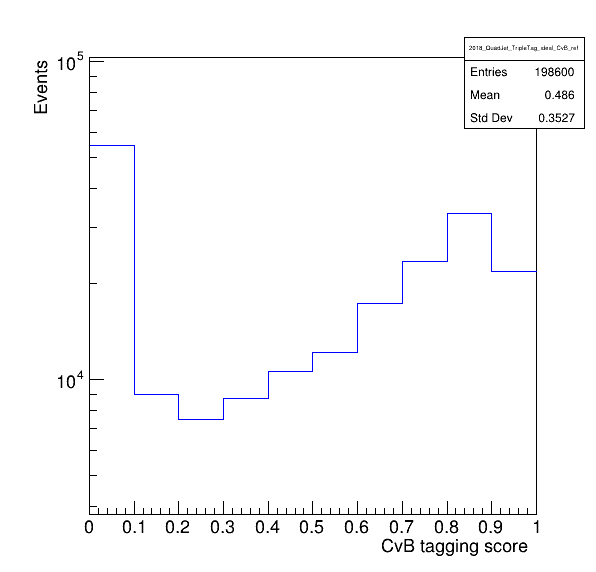 2018_QuadJet_TripleTag_ideal_CvB_ref
Entries 198600
Mean 0.486
Std Dev 0.3527
Events
10^5
10^4
0 0.1 0.2 0.3 0.4 0.5 0.6 0.7 0.8 0.9 1
CvB tagging score